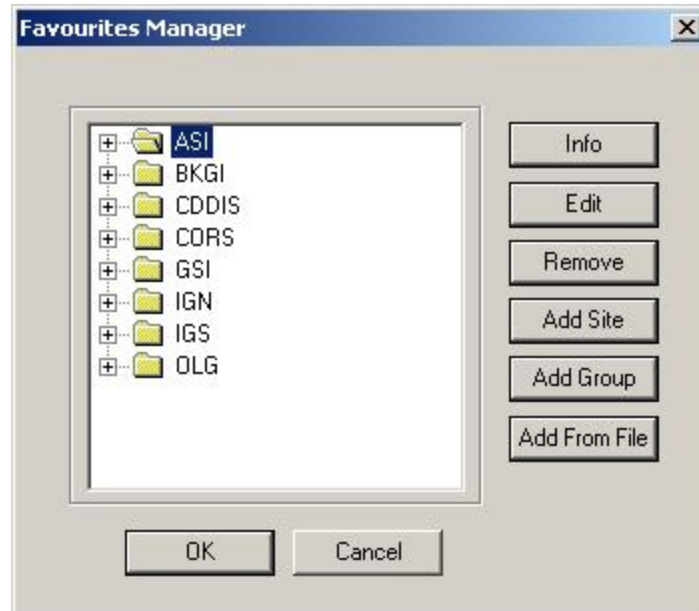 Favourites Manager
ASI
BKGI
CDDIS
CORS
GSI
IGN
IGS
OLG
Info
Edit
Remove
Add Site
Add Group
Add From File
OK
Cancel